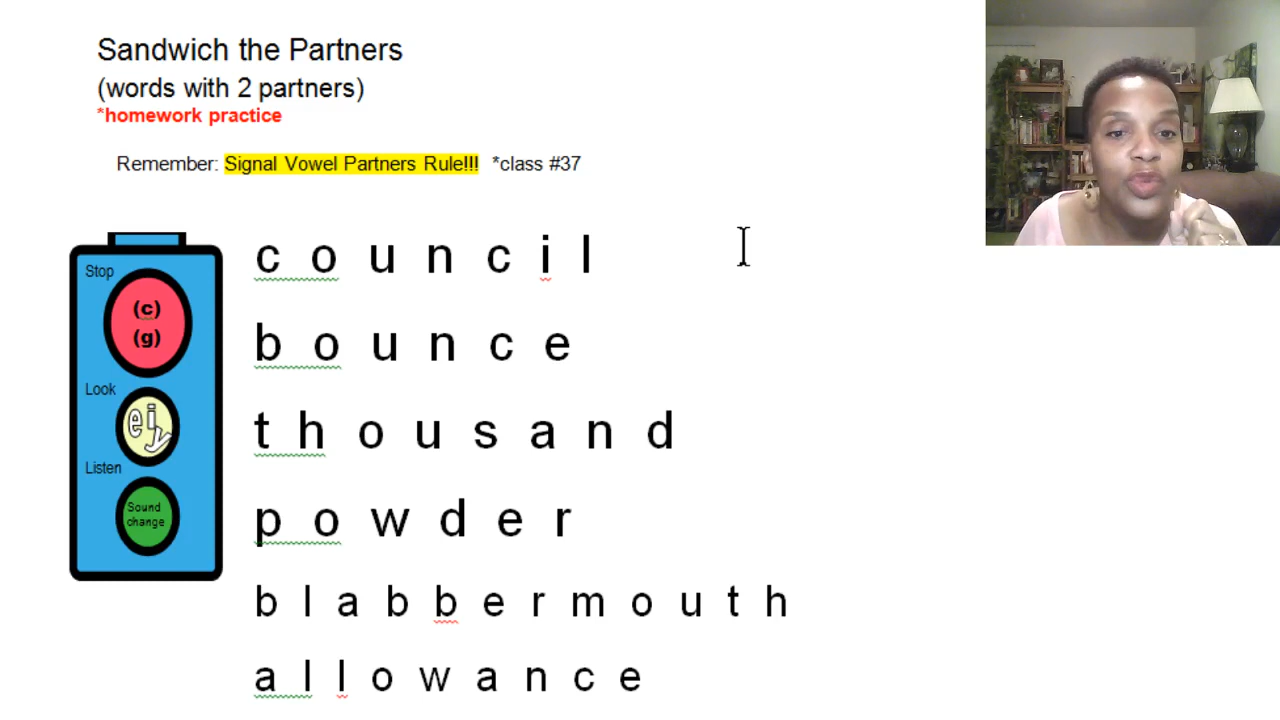 Sandwich the Partners
(words with 2 partners)
*homework practice
Remember: Signal Vowel Partners Rule!!! *class #37
Stop
(c)
(g)
Look
e i y
Listen
Sound
change
c o u n c i l
b o u n c e
t h o u s a n d
p o w d e r
b l a b b e r m o u t h
a l l o w a n c e